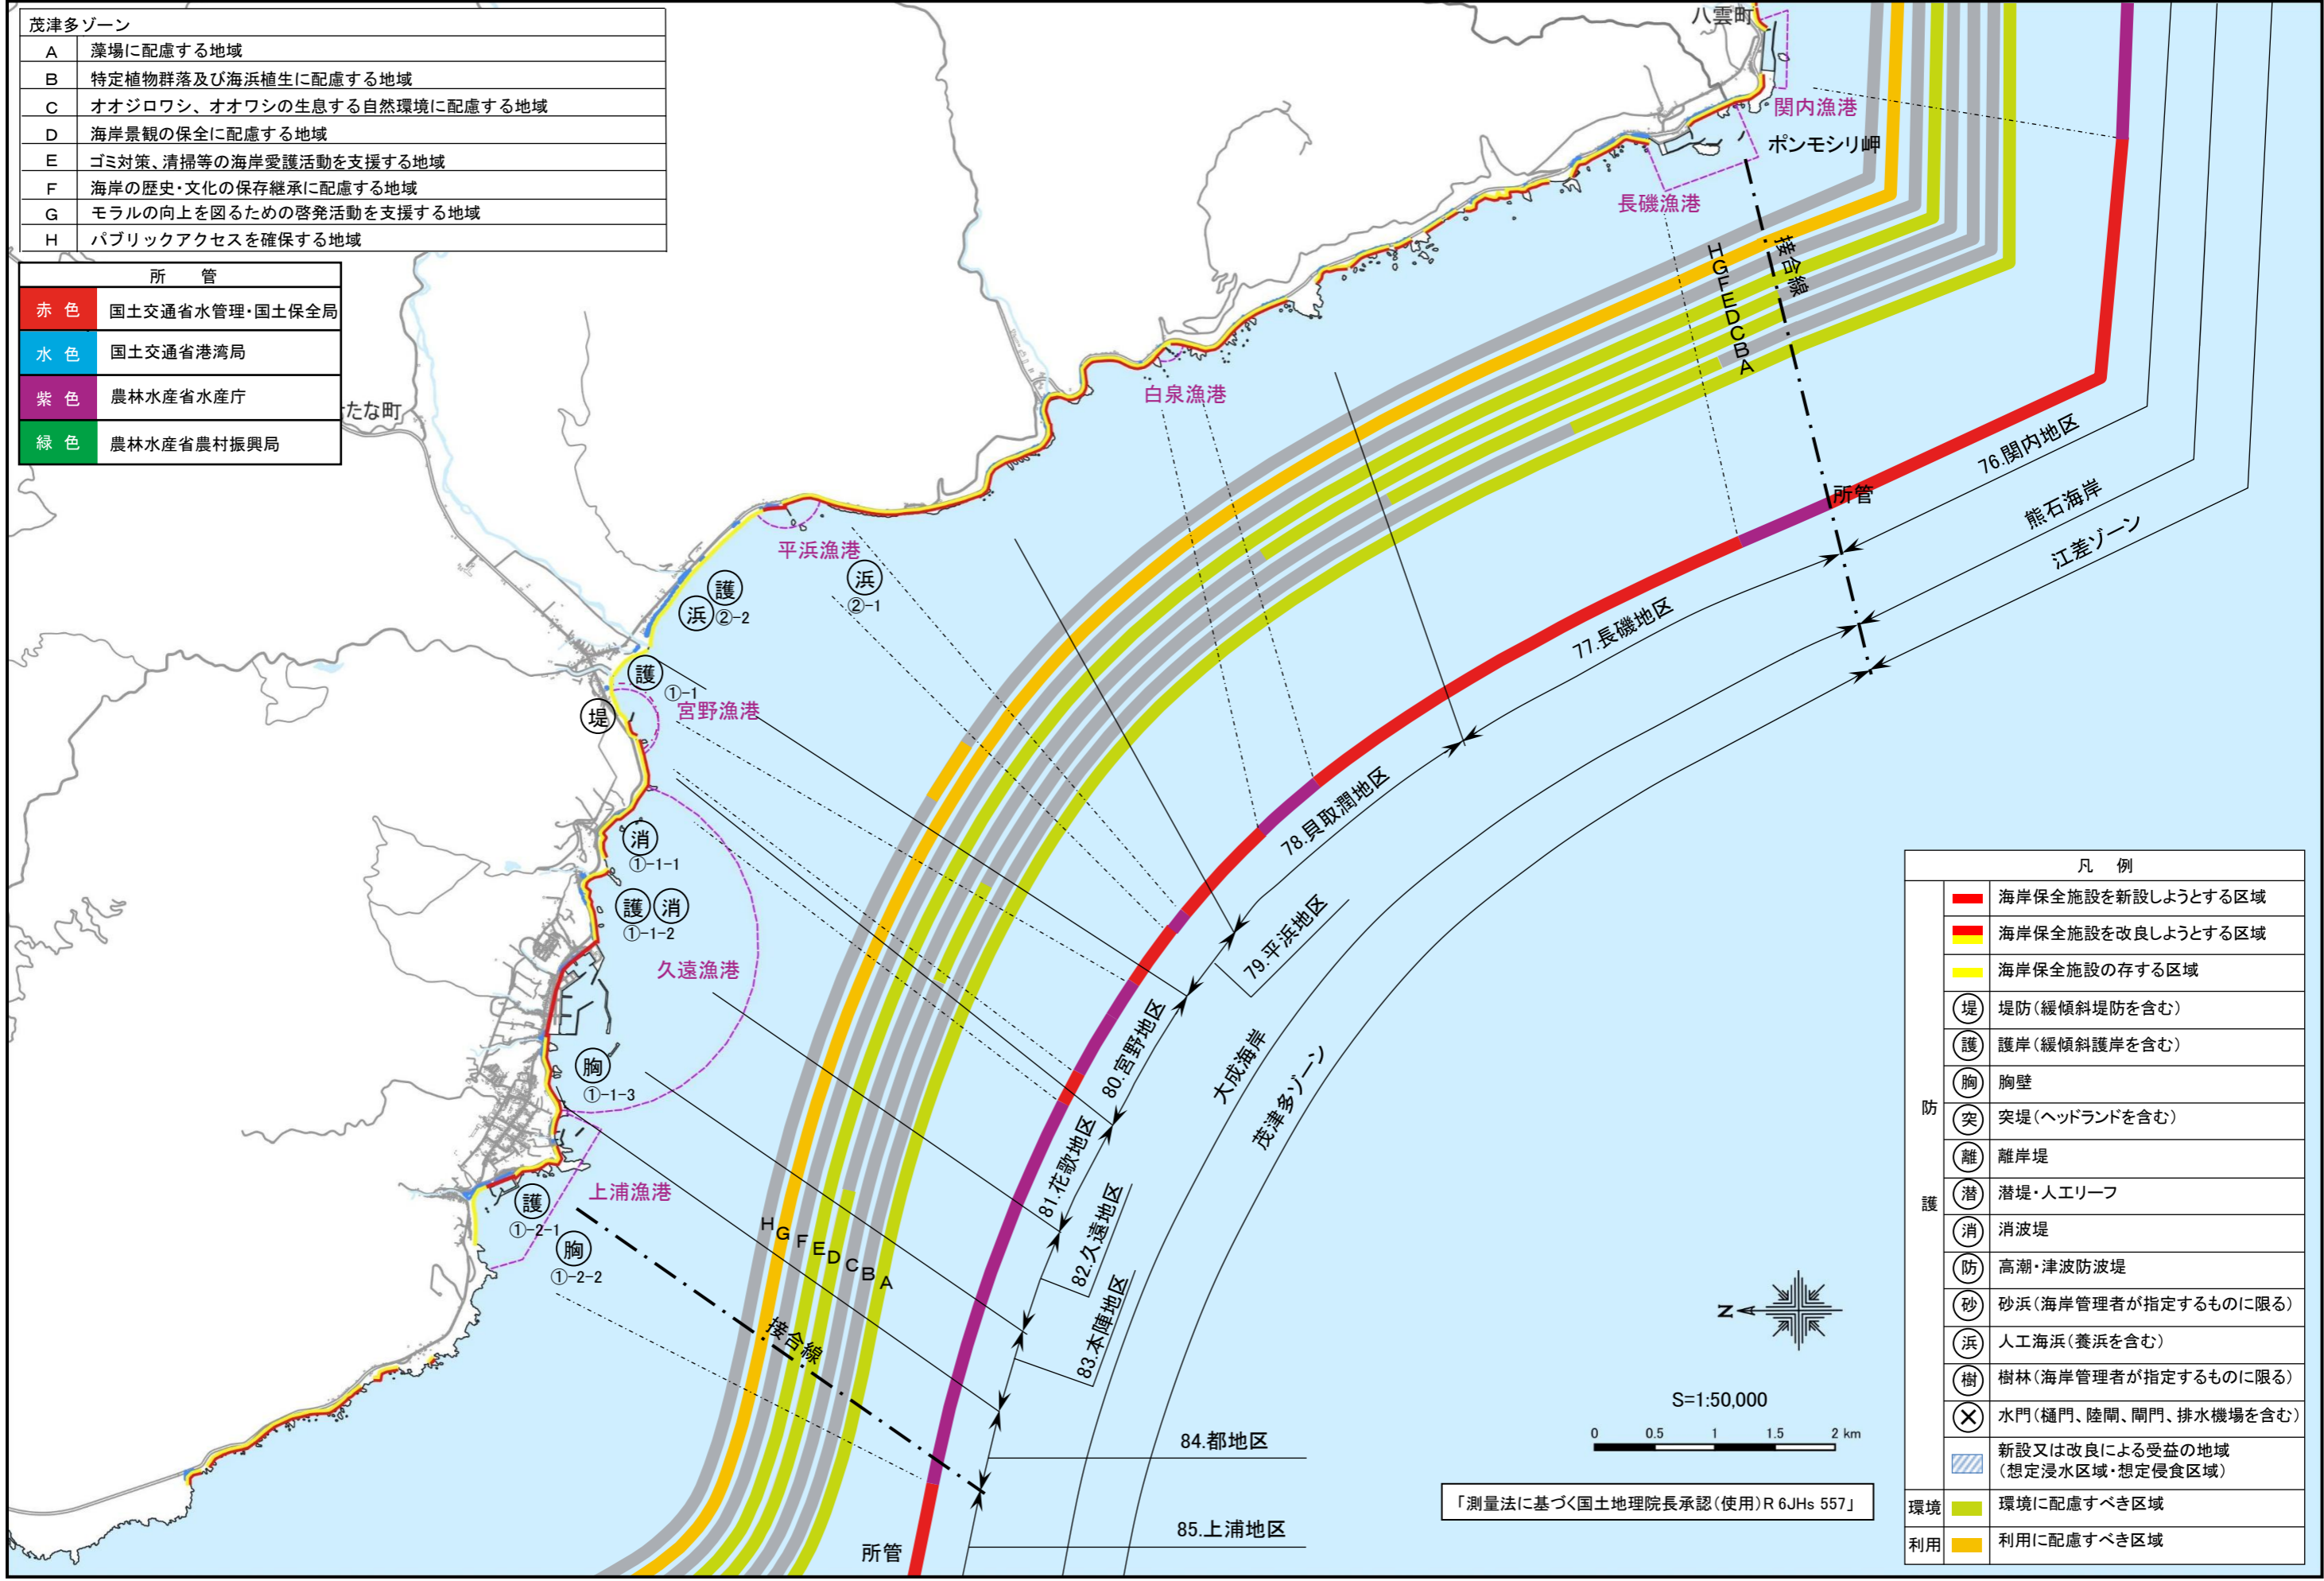 茂津多ゾーン
A 藻場に配慮する地域
B 特定植物群落及び海浜植生に配慮する地域
C オオジロワシ、オオワシの生息する自然環境に配慮する地域
D 海岸景観の保全に配慮する地域
E ゴミ対策、清掃等の海岸愛護活動を支援する地域
F 海岸の歴史・文化の保存継承に配慮する地域
G モラルの向上を図るための啓発活動を支援する地域
H パブリックアクセスを確保する地域
所 管
赤 色 国土交通省水管理・国土保全局
水 色 国土交通省港湾局
紫 色 農林水産省水産庁
緑 色 農林水産省農村振興局
八雲町
関内漁港
ポンモシリ岬
長磯漁港
接合線
H
G
F
E
D
C
B
A
たな町
白泉漁港
所管
76.関内地区
熊石海岸
江差ゾーン
平浜漁港
浜
②-1
護
浜 ②-2
護
①-1
堤
宮野漁港
77.長磯地区
78.貝取澗地区
79.平浜地区
80.宮野地区
大成海岸
茂津多ゾーン
消
①-1-1
護 消
①-1-2
久遠漁港
胸
①-1-3
上浦漁港
護
①-2-1
胸
①-2-2
81.花歌地区
82.久遠地区
83.本陣地区
84.都地区
85.上浦地区
H
G
F
E
D
C
B
A
接合線
所管
N
S=1:50,000
0 0.5 1 1.5 2 km
「測量法に基づく国土地理院長承認(使用)R 6JHs 557」
凡 例
防護
海岸保全施設を新設しようとする区域
海岸保全施設を改良しようとする区域
海岸保全施設の存する区域
堤 堤防(緩傾斜堤防を含む)
護 護岸(緩傾斜護岸を含む)
胸 胸壁
突 突堤(ヘッドランドを含む)
離 離岸堤
潜 潜堤・人工リーフ
消 消波堤
防 高潮・津波防波堤
砂 砂浜(海岸管理者が指定するものに限る)
浜 人工海浜(養浜を含む)
樹 樹林(海岸管理者が指定するものに限る)
水門(樋門、陸閘、閘門、排水機場を含む)
新設又は改良による受益の地域
(想定浸水区域・想定侵食区域)
環境 環境に配慮すべき区域
利用 利用に配慮すべき区域